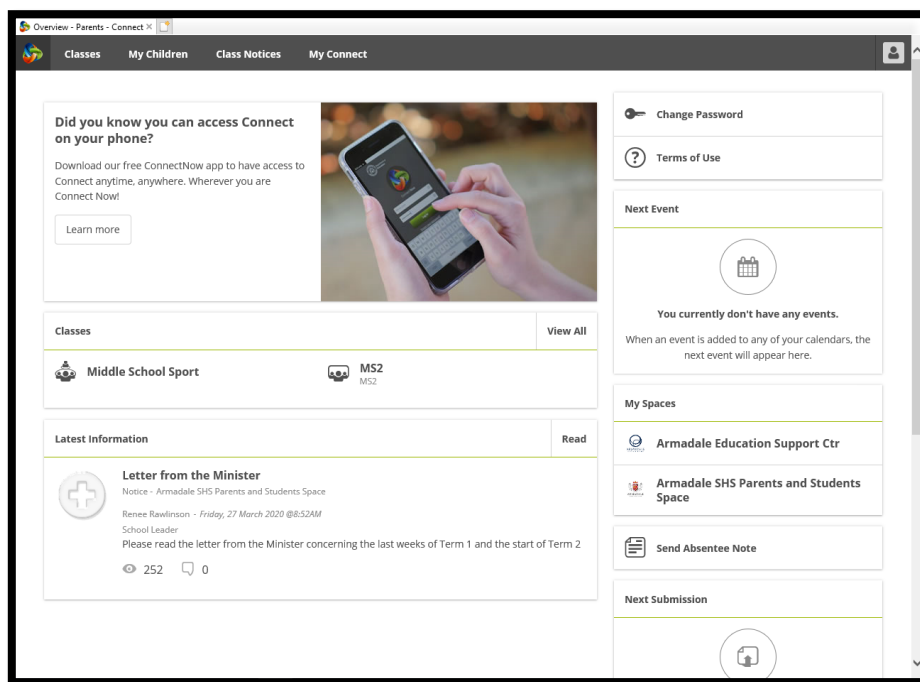 Overview - Parents - Connect
Classes My Children Class Notices My Connect
Did you know you can access Connect
on your phone?
Download our free ConnectNow app to have access to
Connect anytime, anywhere. Wherever you are
Connect Now!
Learn more
Classes View All
Middle School Sport
MS2
MS2
Latest Information Read
Letter from the Minister
Notice - Armadale SHS Parents and Students Space
Renee Rawlinson - Friday, 27 March 2020 @8:52AM
School Leader
Please read the letter from the Minister concerning the last weeks of Term 1 and the start of Term 2
252 0
Change Password
Terms of Use
Next Event
You currently don't have any events.
When an event is added to any of your calendars, the
next event will appear here.
My Spaces
Armadale Education Support Ctr
Armadale SHS Parents and Students
Space
Send Absentee Note
Next Submission